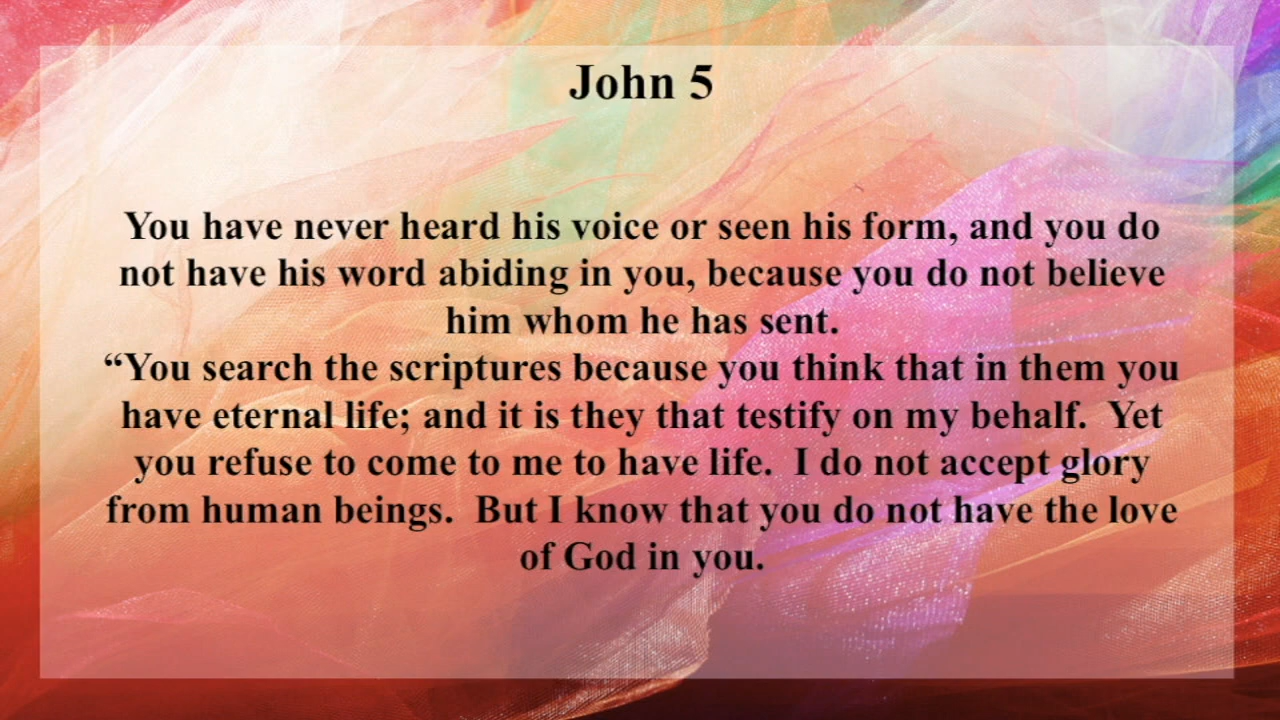 John 5
You have never heard his voice or seen his form, and you do
not have his word abiding in you, because you do not believe
him whom he has sent.
“You search the scriptures because you think that in them you
have eternal life; and it is they that testify on my behalf.  Yet
you refuse to come to me to have life.  I do not accept glory
from human beings.  But I know that you do not have the love
of God in you.